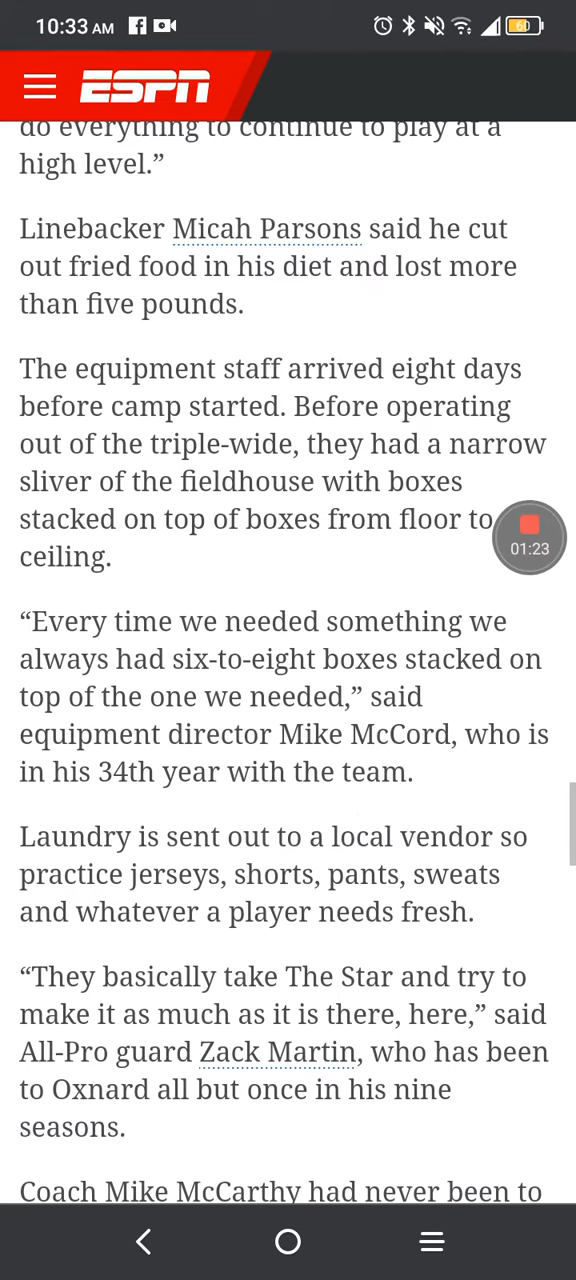 10:33 AM
60
ESPN
do everything to continue to play at a
high level.”
Linebacker Micah Parsons said he cut
out fried food in his diet and lost more
than five pounds.
The equipment staff arrived eight days
before camp started. Before operating
out of the triple-wide, they had a narrow
sliver of the fieldhouse with boxes
stacked on top of boxes from floor to
01:23
ceiling.
“Every time we needed something we
always had six-to-eight boxes stacked on
top of the one we needed,” said
equipment director Mike McCord, who is
in his 34th year with the team.
Laundry is sent out to a local vendor so
practice jerseys, shorts, pants, sweats
and whatever a player needs fresh.
“They basically take The Star and try to
make it as much as it is there, here,” said
All-Pro guard Zack Martin, who has been
to Oxnard all but once in his nine
seasons.
Coach Mike McCarthy had never been to